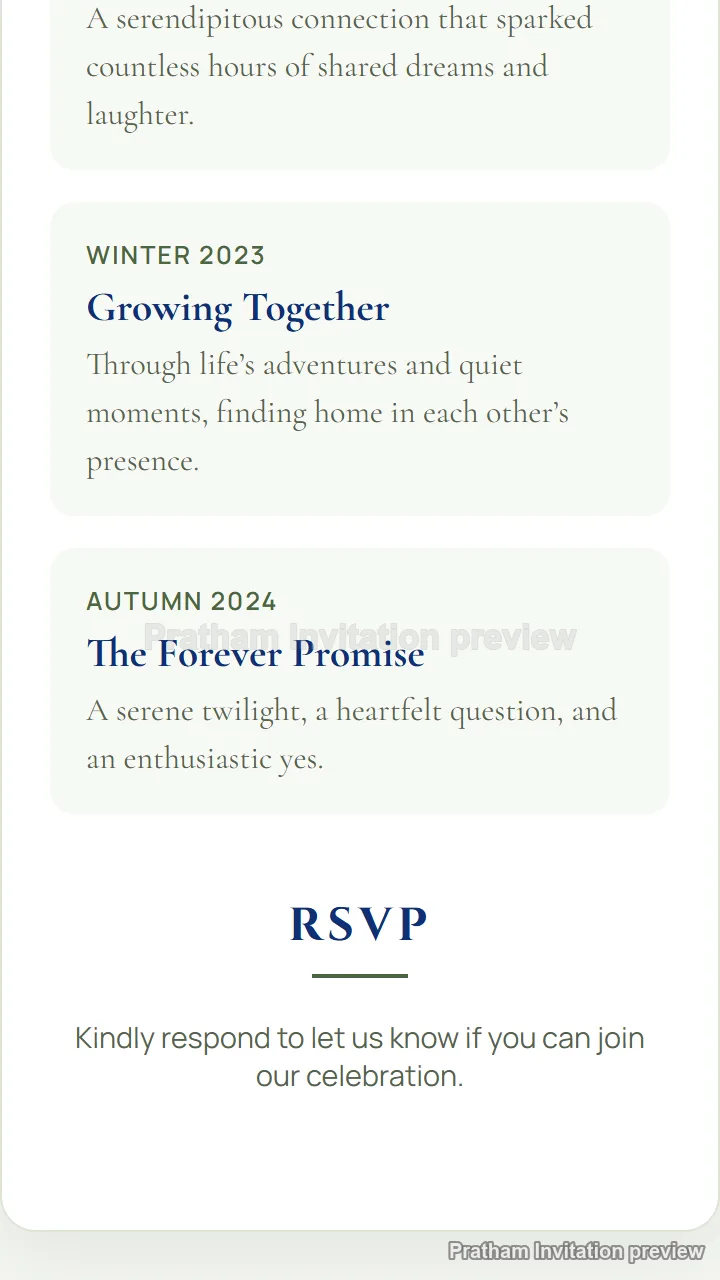 A serendipitous connection that sparked
countless hours of shared dreams and
laughter.
WINTER 2023
Growing Together
Through life’s adventures and quiet
moments, finding home in each other’s
presence.
AUTUMN 2024
Pratham Invitation preview
The Forever Promise
A serene twilight, a heartfelt question, and
an enthusiastic yes.
RSVP
Kindly respond to let us know if you can join
our celebration.
Pratham Invitation preview